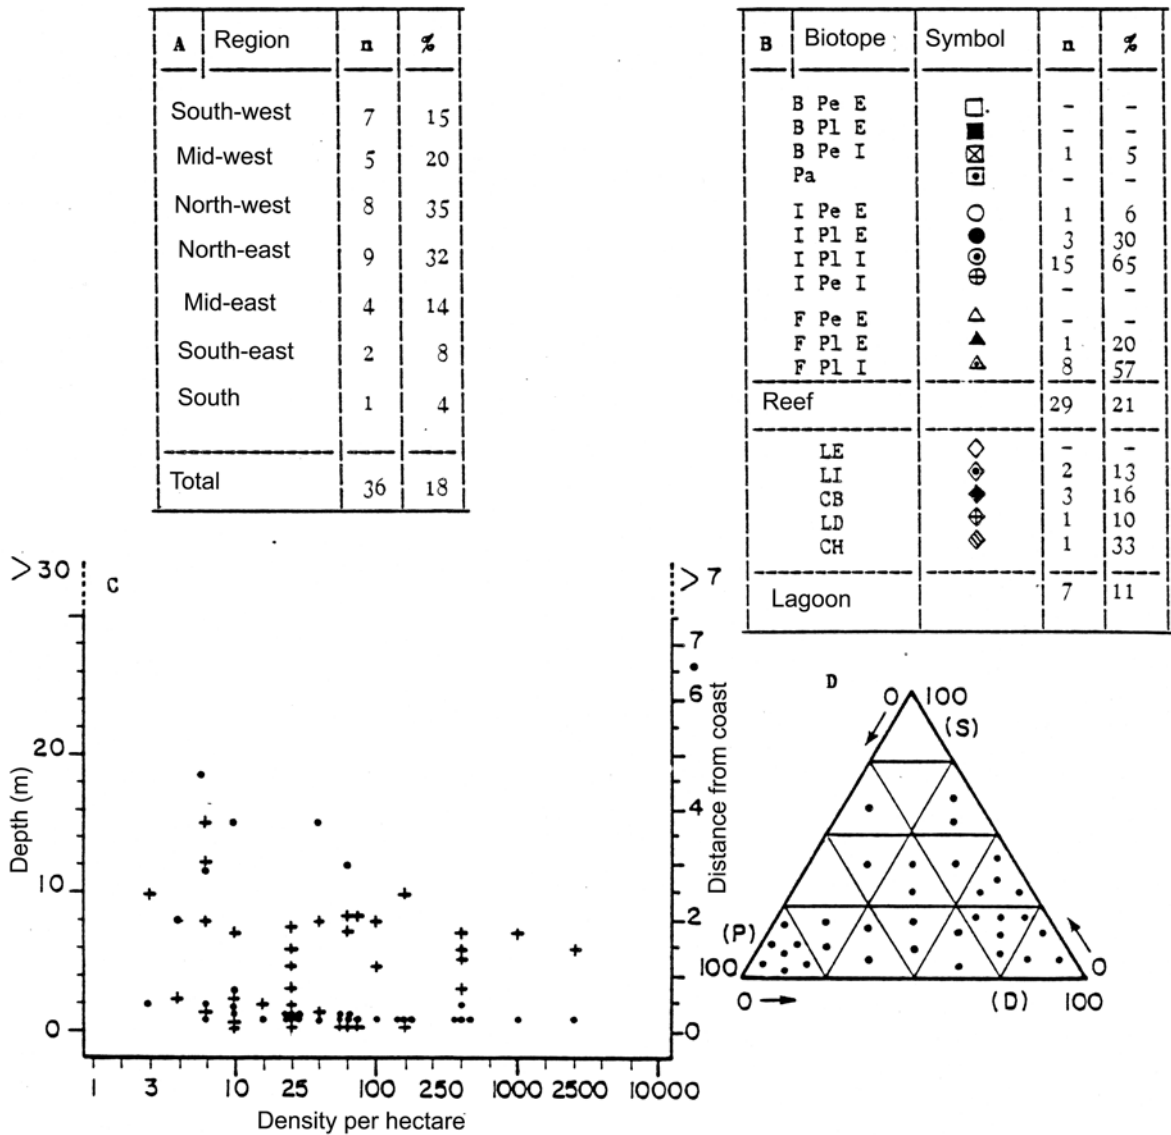 A Region n %
South-west 7 15
Mid-west 5 20
North-west 8 35
North-east 9 32
Mid-east 4 14
South-east 2 8
South 1 4
Total 36 18
B Biotope Symbol n %
B Pe E - -
B Pl E - -
B Pe I 1 5
Pa - -
I Pe E 1 6
I Pl E 3 30
I Pl I 15 65
I Pe I - -
F Pe E - -
F Pl E 1 20
F Pl I 8 57
Reef 29 21
LE - -
LI 2 13
CB 3 16
LD 1 10
CH 1 33
Lagoon 7 11
C
>30
20
10
0
Depth (m)
>7
7
6
4
2
0
Distance from coast
1 3 10 25 100 250 1000 2500 10000
Density per hectare
D
0 100
(S)
(P)
100
0
0
(D)
100